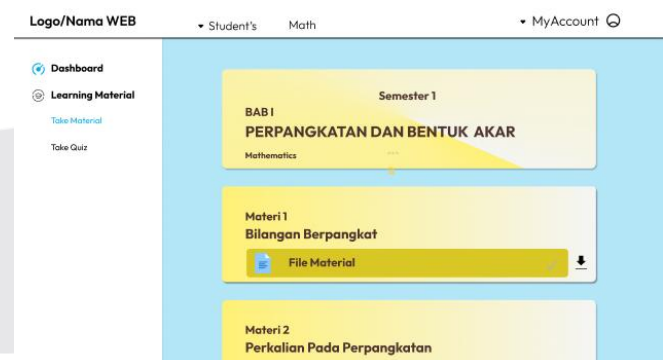 Logo/Nama WEB
Student's
Math
MyAccount
Dashboard
Learning Material
Take Material
Take Quiz
Semester 1
BAB I
PERPANGKATAN DAN BENTUK AKAR
Mathematics
Materi 1
Bilangan Berpangkat
File Material
Materi 2
Perkalian Pada Perpangkatan